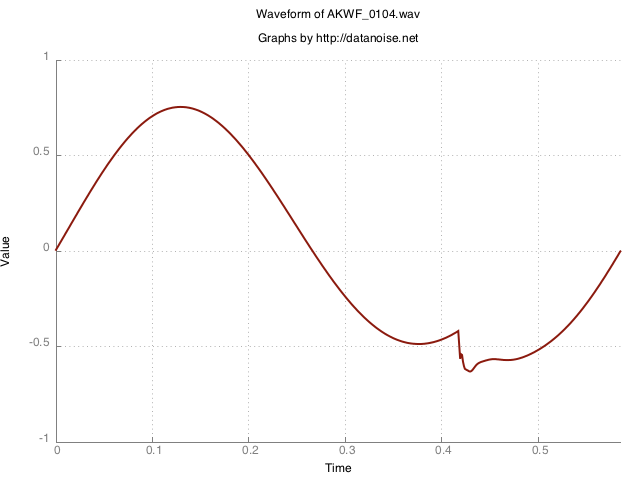 Waveform of AKWF_0104.wav
Graphs by http://datanoise.net
1
0.5
0
-0.5
-1
Value
0 0.1 0.2 0.3 0.4 0.5
Time